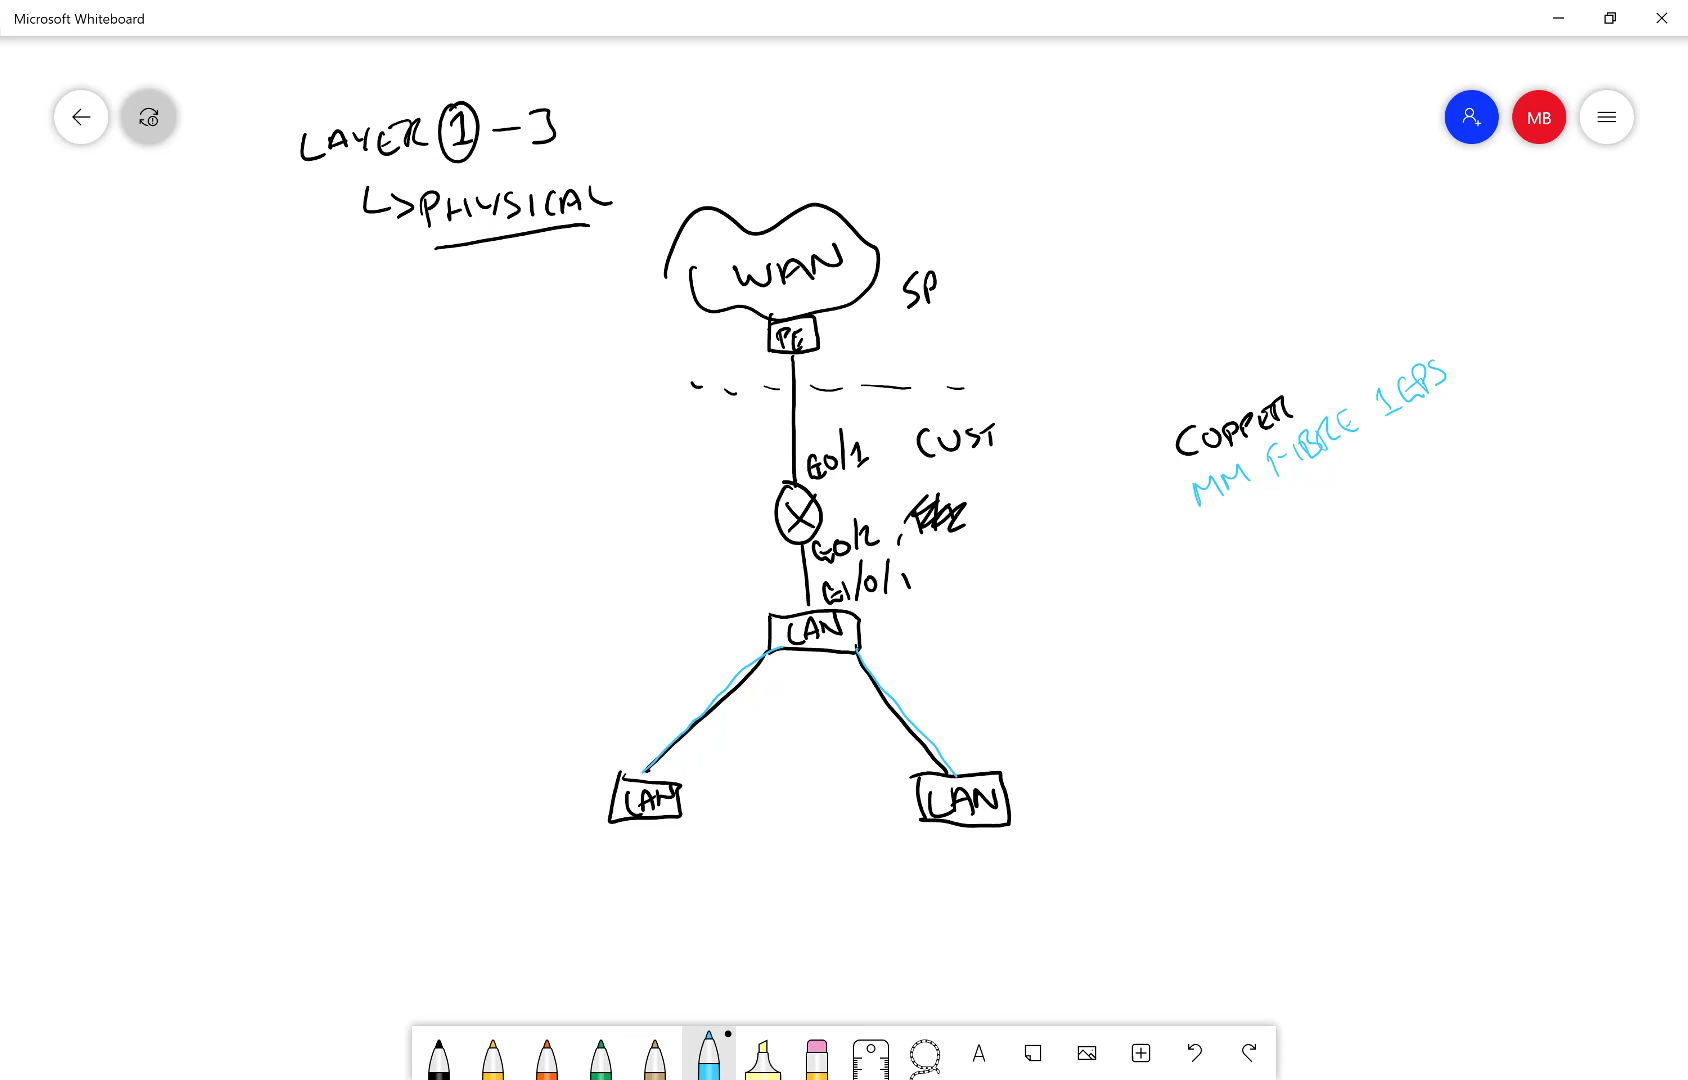 Microsoft Whiteboard
LAYER 1 - 3
↳ PHYSICAL
MB
WAN
SP
PE
CUST
G0/1
G0/2
G1/0/1
LAN
LAN
LAN
COPPER
MM FIBRE 1GPS
A